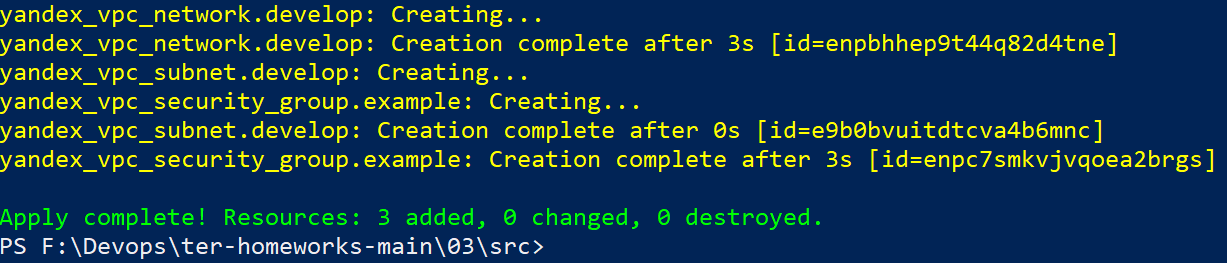 yandex_vpc_network.develop: Creating...
yandex_vpc_network.develop: Creation complete after 3s [id=enpbhhep9t44q82d4tne]
yandex_vpc_subnet.develop: Creating...
yandex_vpc_security_group.example: Creating...
yandex_vpc_subnet.develop: Creation complete after 0s [id=e9b0bvuitdtcva4b6mnc]
yandex_vpc_security_group.example: Creation complete after 3s [id=enpc7smkvjvqoea2brgs]
Apply complete! Resources: 3 added, 0 changed, 0 destroyed.
PS F:\Devops\ter-homeworks-main\03\src>